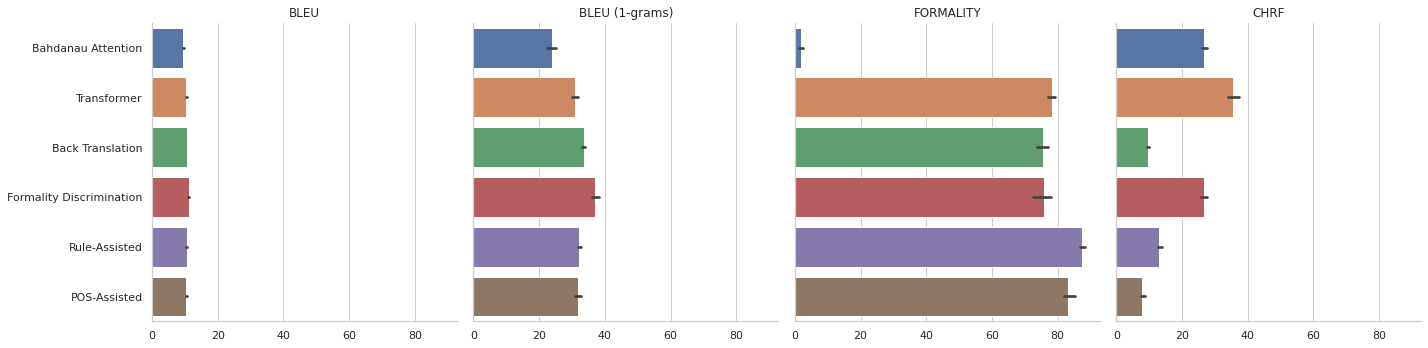 BLEU
BLEU (1-grams)
FORMALITY
CHRF
Bahdanau Attention
Transformer
Back Translation
Formality Discrimination
Rule-Assisted
POS-Assisted
0 20 40 60 80
0 20 40 60 80
0 20 40 60 80
0 20 40 60 80